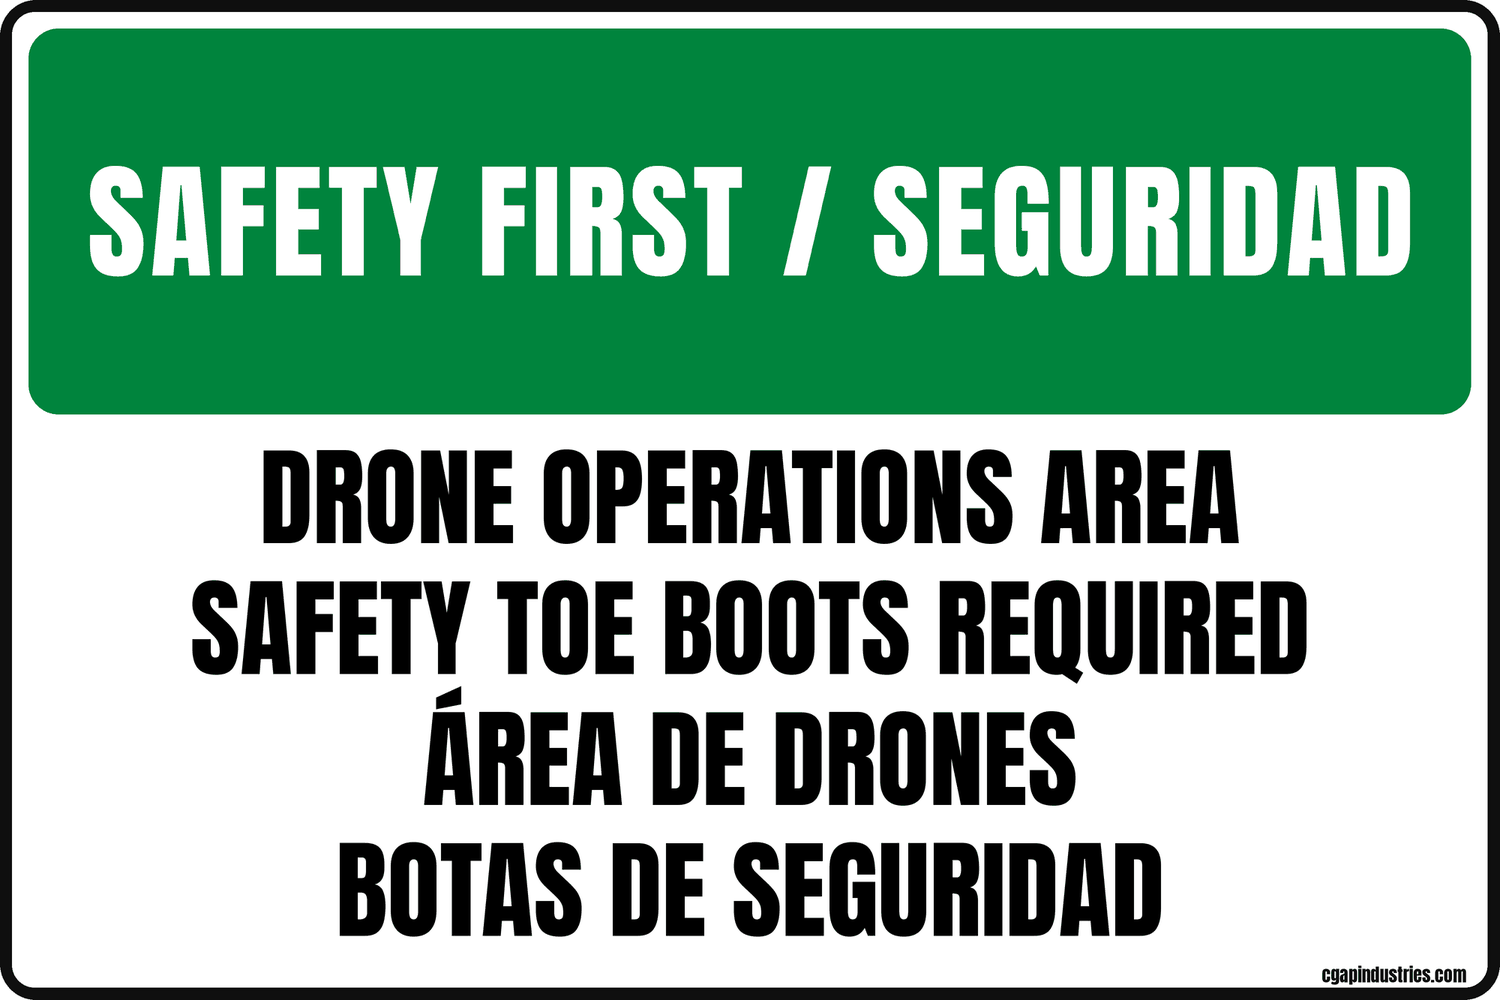 SAFETY FIRST / SEGURIDAD
DRONE OPERATIONS AREA
SAFETY TOE BOOTS REQUIRED
ÁREA DE DRONES
BOTAS DE SEGURIDAD
cgapindustries.com